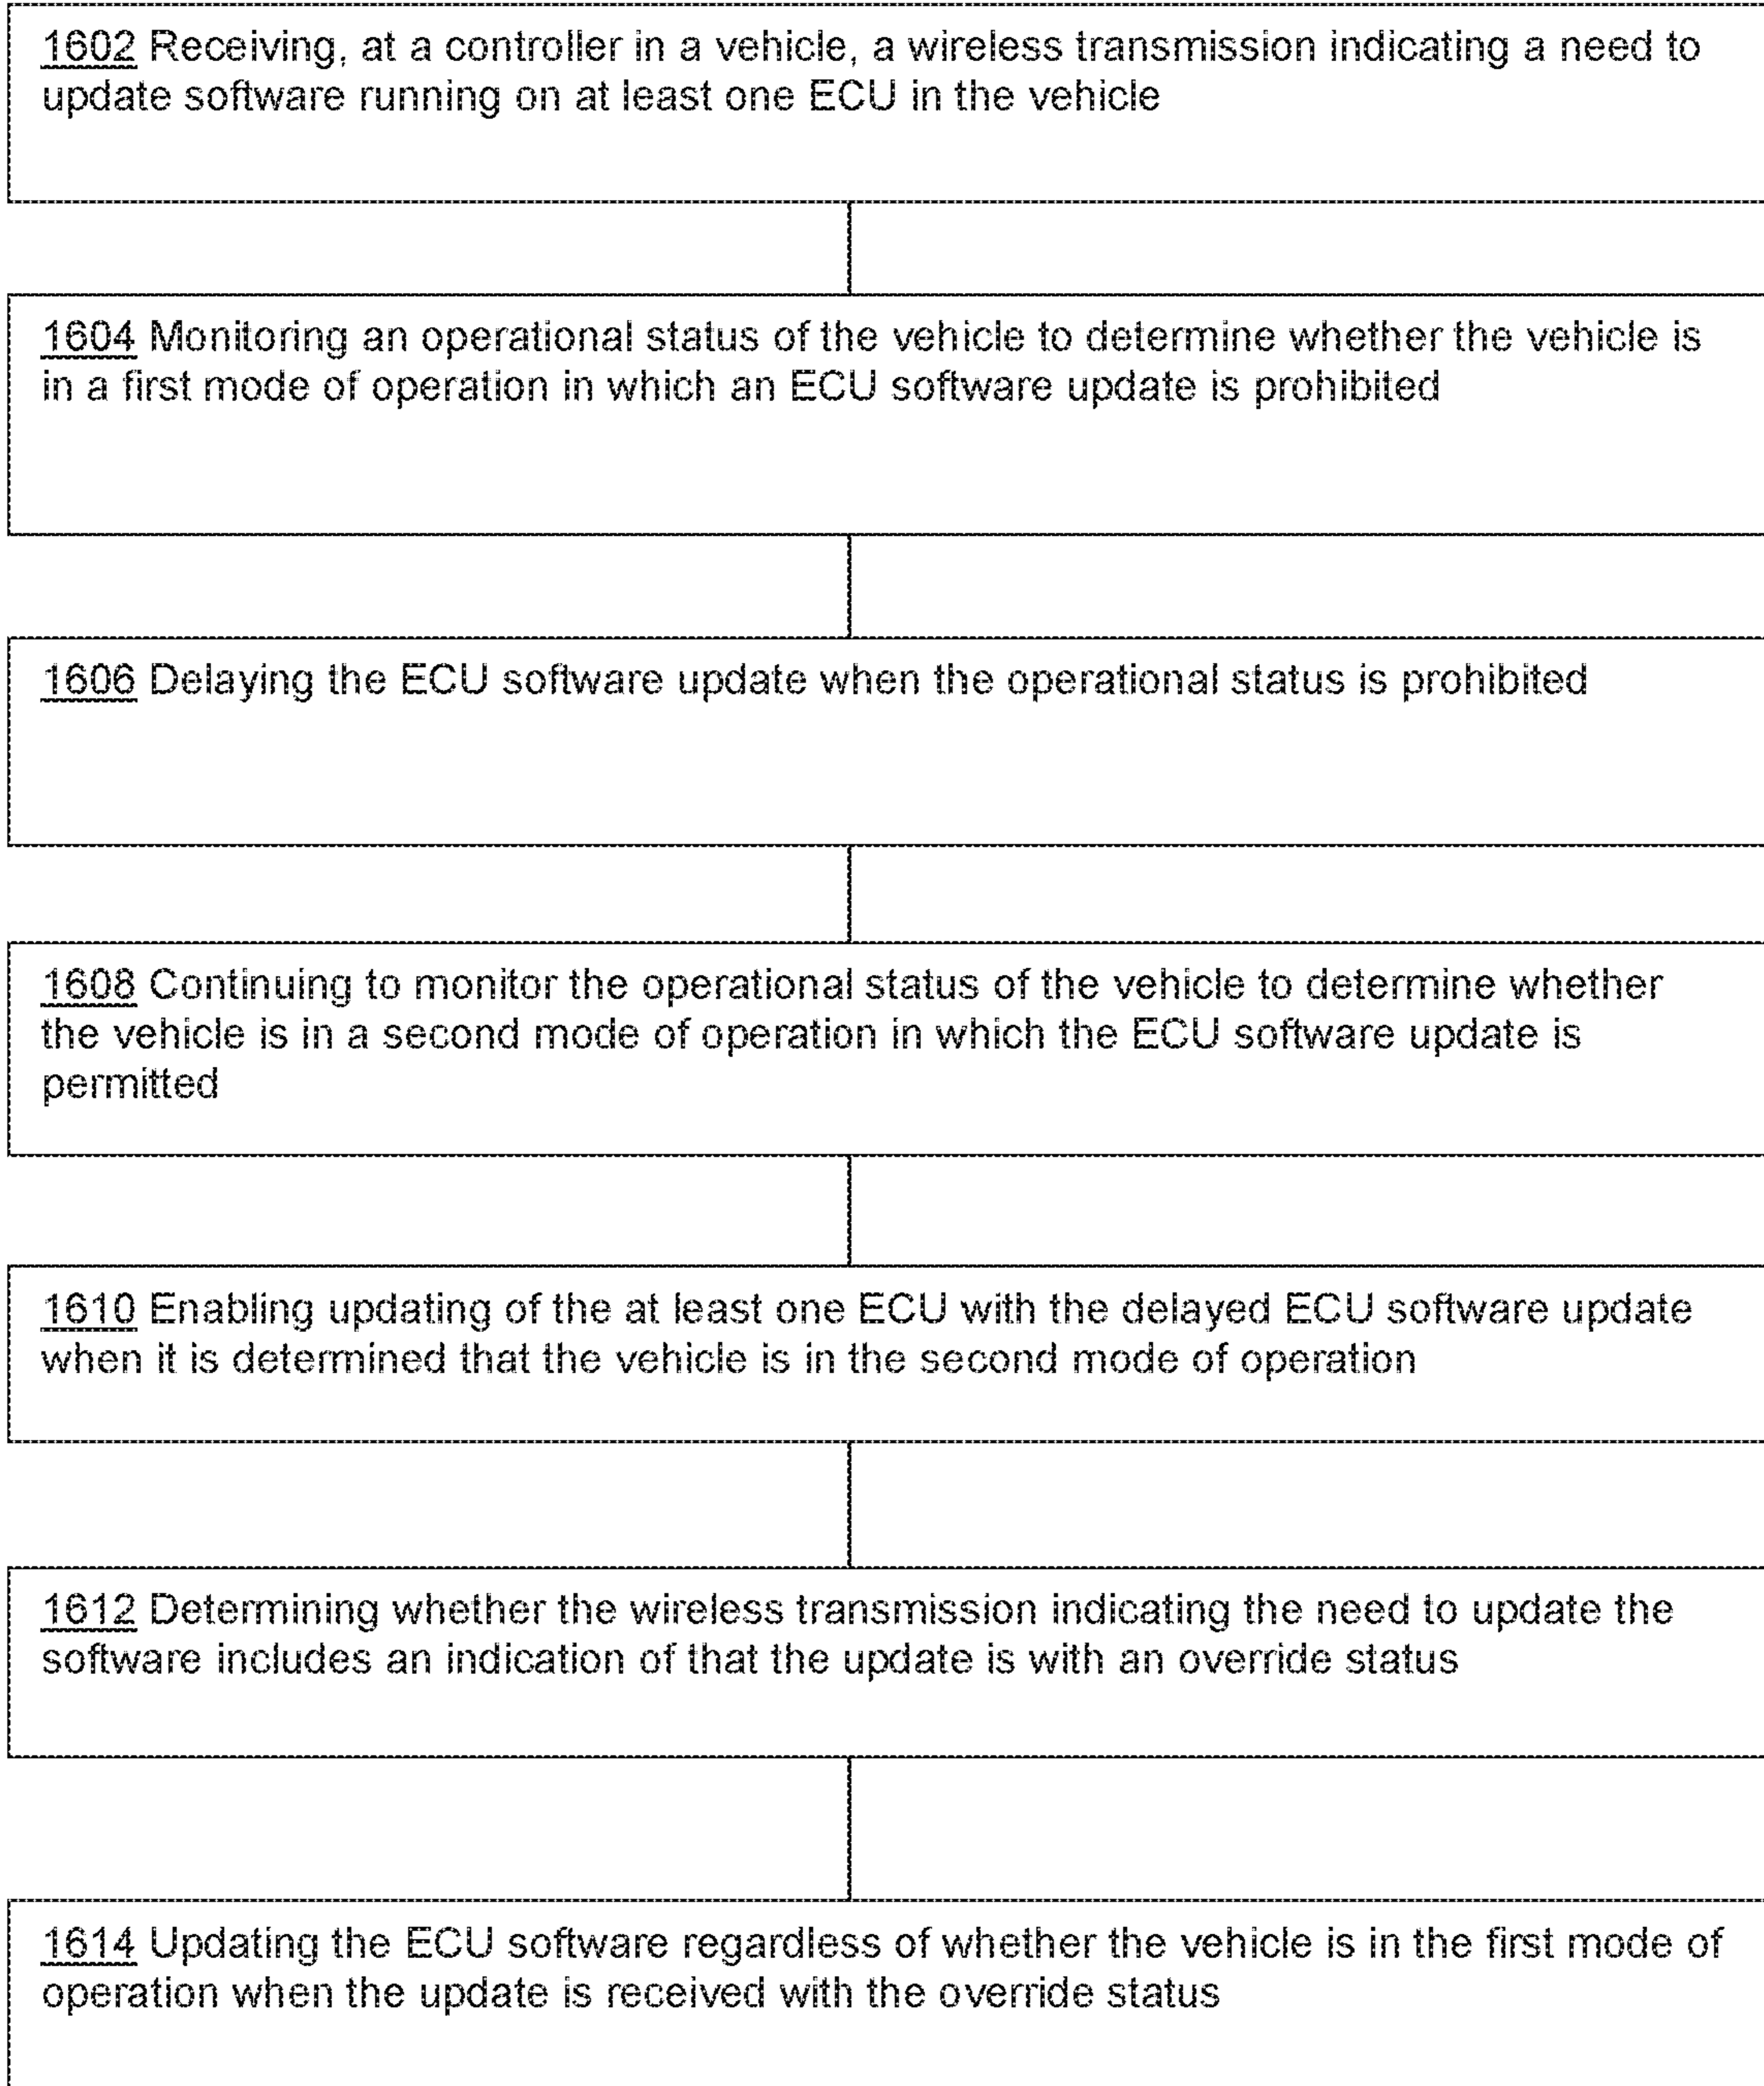 1602 Receiving, at a controller in a vehicle, a wireless transmission indicating a need to
update software running on at least one ECU in the vehicle
1604 Monitoring an operational status of the vehicle to determine whether the vehicle is
in a first mode of operation in which an ECU software update is prohibited
1606 Delaying the ECU software update when the operational status is prohibited
1608 Continuing to monitor the operational status of the vehicle to determine whether
the vehicle is in a second mode of operation in which the ECU software update is
permitted
1610 Enabling updating of the at least one ECU with the delayed ECU software update
when it is determined that the vehicle is in the second mode of operation
1612 Determining whether the wireless transmission indicating the need to update the
software includes an indication of that the update is with an override status
1614 Updating the ECU software regardless of whether the vehicle is in the first mode of
operation when the update is received with the override status